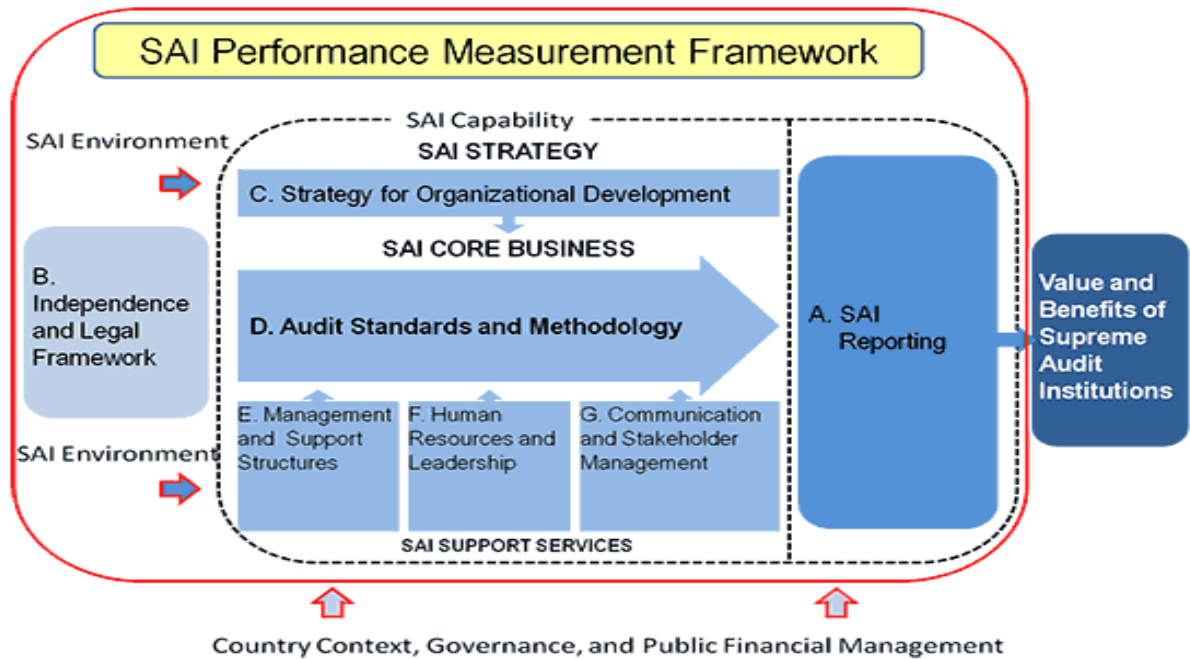 SAI Performance Measurement Framework
SAI Capability
SAI Environment
SAI STRATEGY
C. Strategy for Organizational Development
SAI CORE BUSINESS
B.
Independence
and Legal
Framework
D. Audit Standards and Methodology
A. SAI
Reporting
Value and
Benefits of
Supreme
Audit
Institutions
E. Management
and Support
Structures
F. Human
Resources and
Leadership
G. Communication
and Stakeholder
Management
SAI Environment
SAI SUPPORT SERVICES
Country Context, Governance, and Public Financial Management